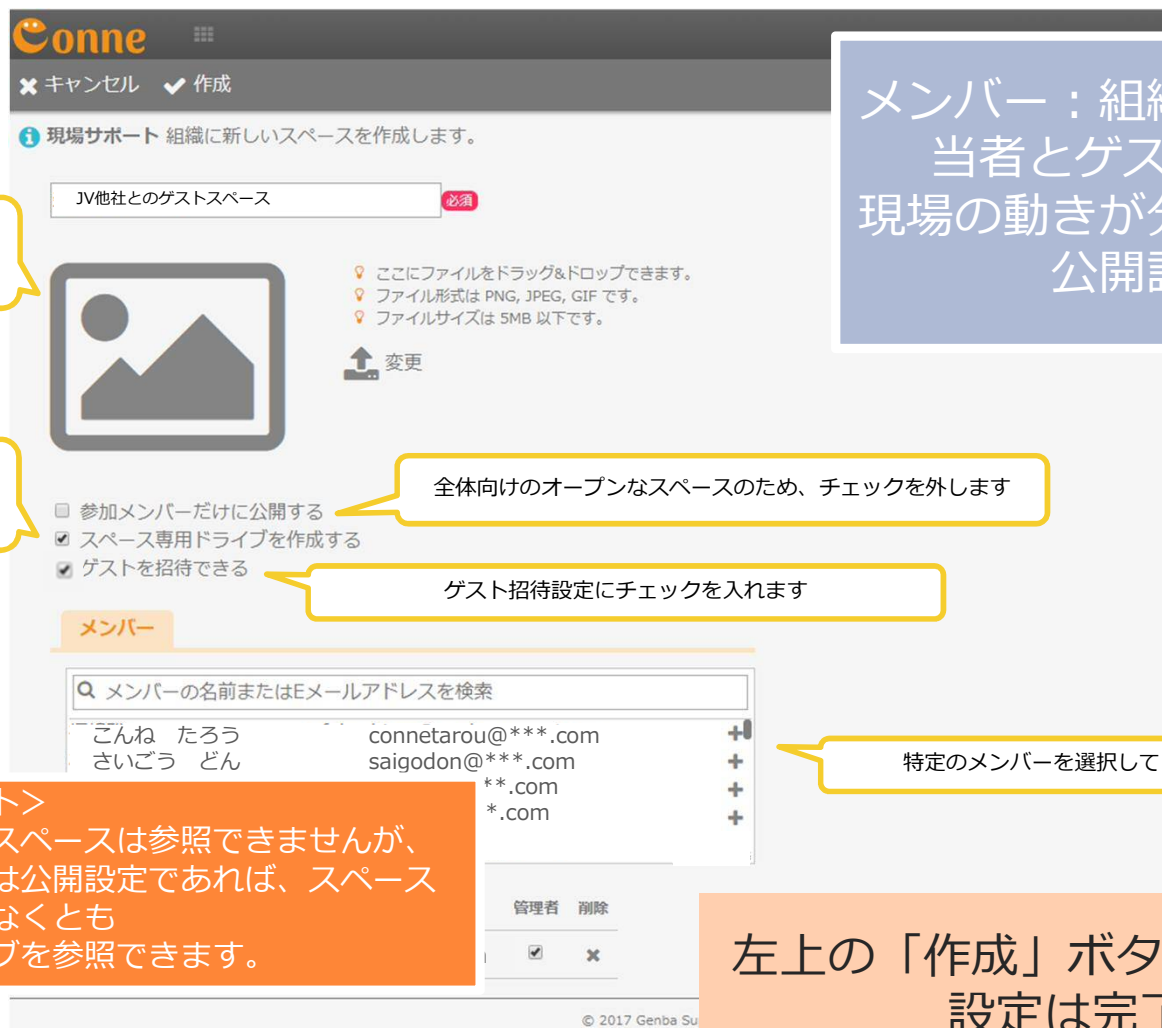 Conne
キャンセル 作成
現場サポート 組織に新しいスペースを作成します。
JV他社とのゲストスペース
必須
ここにファイルをドラッグ&ドロップできます。
ファイル形式は PNG, JPEG, GIF です。
ファイルサイズは 5MB 以下です。
変更
メンバー：組
当者とゲス
現場の動きが
公開
全体向けのオープンなスペースのため、チェックを外します
参加メンバーだけに公開する
スペース専用ドライブを作成する
ゲストを招待できる
ゲスト招待設定にチェックを入れます
メンバー
メンバーの名前またはEメールアドレスを検索
こんね たろう connetarou@***.com
さいごう どん saigodon@***.com
**.com
*.com
特定のメンバーを選択して
ト＞
スペースは参照できませんが、
は公開設定であれば、スペース
なくとも
ブを参照できます。
管理者 削除
左上の「作成」ボタ
設定は完了
© 2017 Genba Su